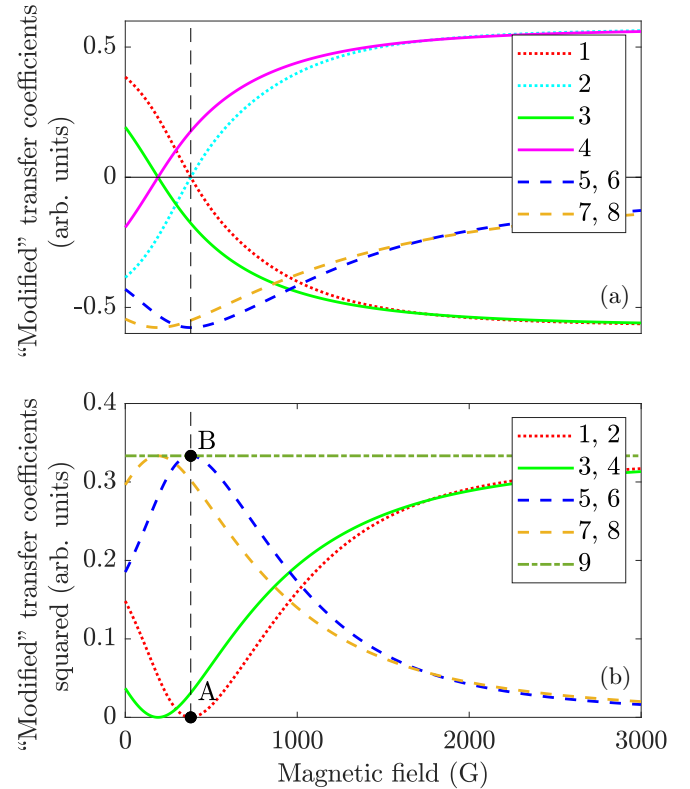 “Modified” transfer coefficients
(arb. units)
0.5
0
-0.5
1
2
3
4
5, 6
7, 8
(a)
“Modified” transfer coefficients
squared (arb. units)
0.4
0.3
0.2
0.1
0
B
A
1, 2
3, 4
5, 6
7, 8
9
(b)
0
1000
2000
3000
Magnetic field (G)